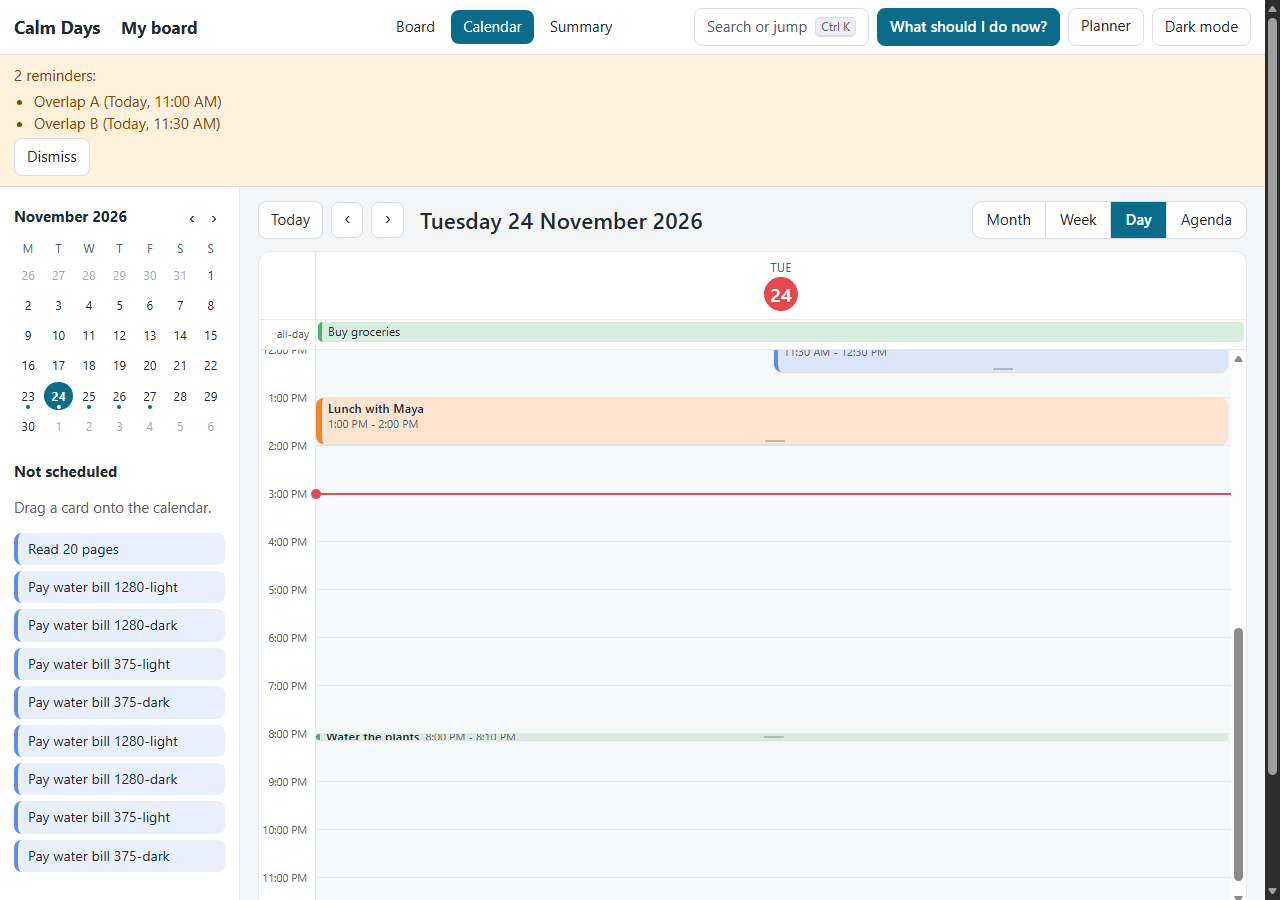 Calm Days My board Board Calendar Summary Search or jump Ctrl K What should I do now? Planner Dark mode
2 reminders:
Overlap A (Today, 11:00 AM)
Overlap B (Today, 11:30 AM)
Dismiss
November 2026 ‹ ›
M T W T F S S
26 27 28 29 30 31 1
2 3 4 5 6 7 8
9 10 11 12 13 14 15
16 17 18 19 20 21 22
23 24 25 26 27 28 29
30 1 2 3 4 5 6
Not scheduled
Drag a card onto the calendar.
Read 20 pages
Pay water bill 1280-light
Pay water bill 1280-dark
Pay water bill 375-light
Pay water bill 375-dark
Pay water bill 1280-light
Pay water bill 1280-dark
Pay water bill 375-light
Pay water bill 375-dark
Today ‹ › Tuesday 24 November 2026 Month Week Day Agenda
TUE
24
all-day Buy groceries
12:00 PM 11:30 AM - 12:30 PM
1:00 PM Lunch with Maya
1:00 PM - 2:00 PM
2:00 PM
3:00 PM
4:00 PM
5:00 PM
6:00 PM
7:00 PM
8:00 PM Water the plants 8:00 PM - 8:10 PM
9:00 PM
10:00 PM
11:00 PM